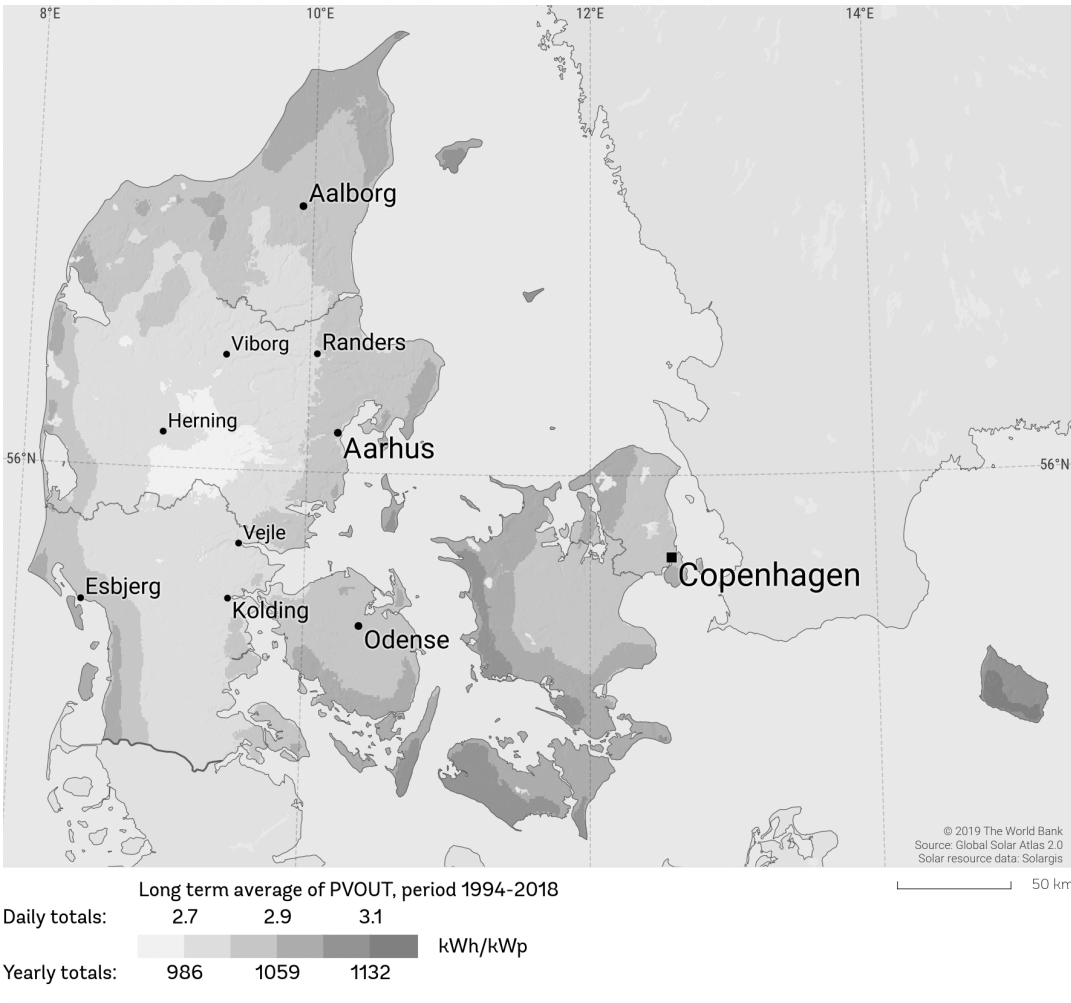 8°E 10°E 12°E 14°E
Aalborg
Viborg Randers
Herning
Aarhus
56°N 56°N
Vejle
Copenhagen
Esbjerg
Kolding
Odense
© 2019 The World Bank
Source: Global Solar Atlas 2.0
Solar resource data: Solargis
50 km
Long term average of PVOUT, period 1994-2018
Daily totals: 2.7 2.9 3.1
kWh/kWp
Yearly totals: 986 1059 1132